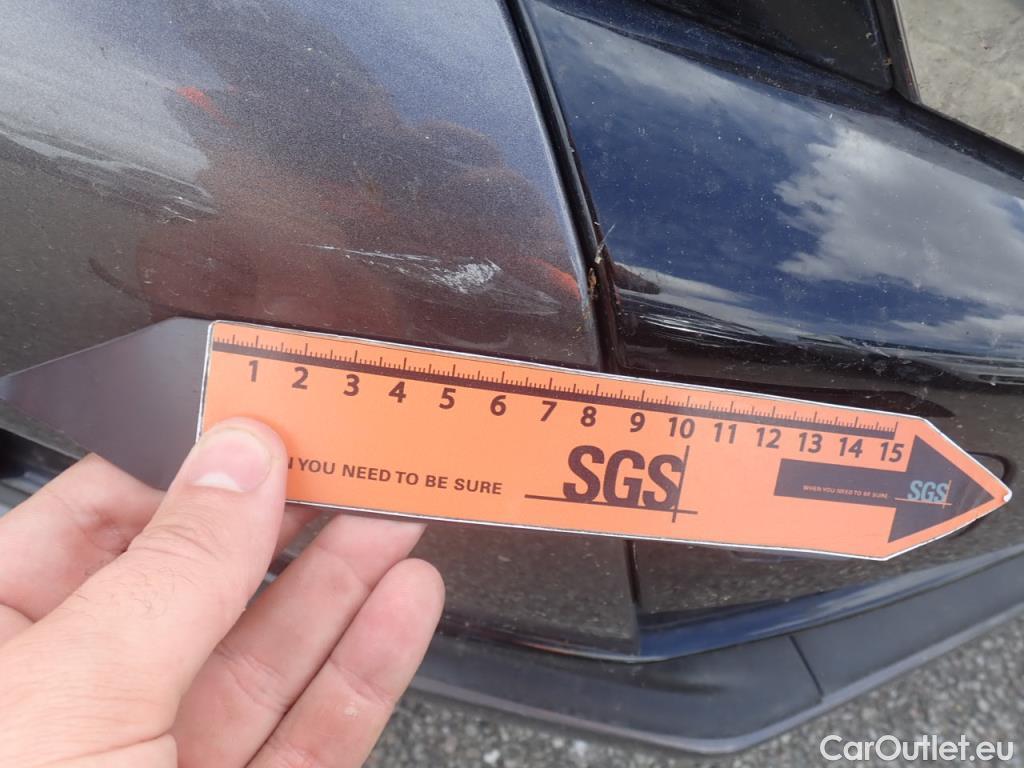 1 2 3 4 5 6 7 8 9 10 11 12 13 14 15
YOU NEED TO BE SURE
SGS
WHEN YOU NEED TO BE SURE
SGS
CarOutlet.eu